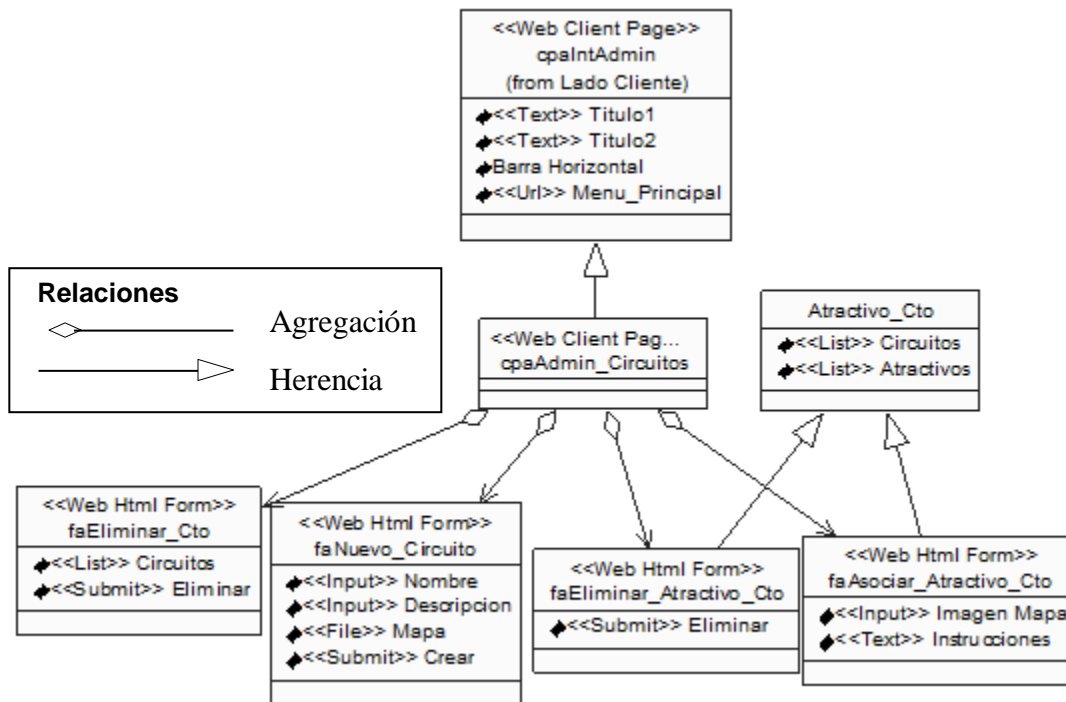 <<Web Client Page>>
cpaIntAdmin
(from Lado Cliente)
<<Text>> Titulo1
<<Text>> Titulo2
Barra Horizontal
<<Url>> Menu_Principal
Relaciones
Agregación
Herencia
<<Web Client Pag...
cpaAdmin_Circuitos
Atractivo_Cto
<<List>> Circuitos
<<List>> Atractivos
<<Web Html Form>>
faEliminar_Cto
<<List>> Circuitos
<<Submit>> Eliminar
<<Web Html Form>>
faNuevo_Circuito
<<Input>> Nombre
<<Input>> Descripcion
<<File>> Mapa
<<Submit>> Crear
<<Web Html Form>>
faEliminar_Atractivo_Cto
<<Submit>> Eliminar
<<Web Html Form>>
faAsociar_Atractivo_Cto
<<Input>> Imagen Mapa
<<Text>> Instrucciones